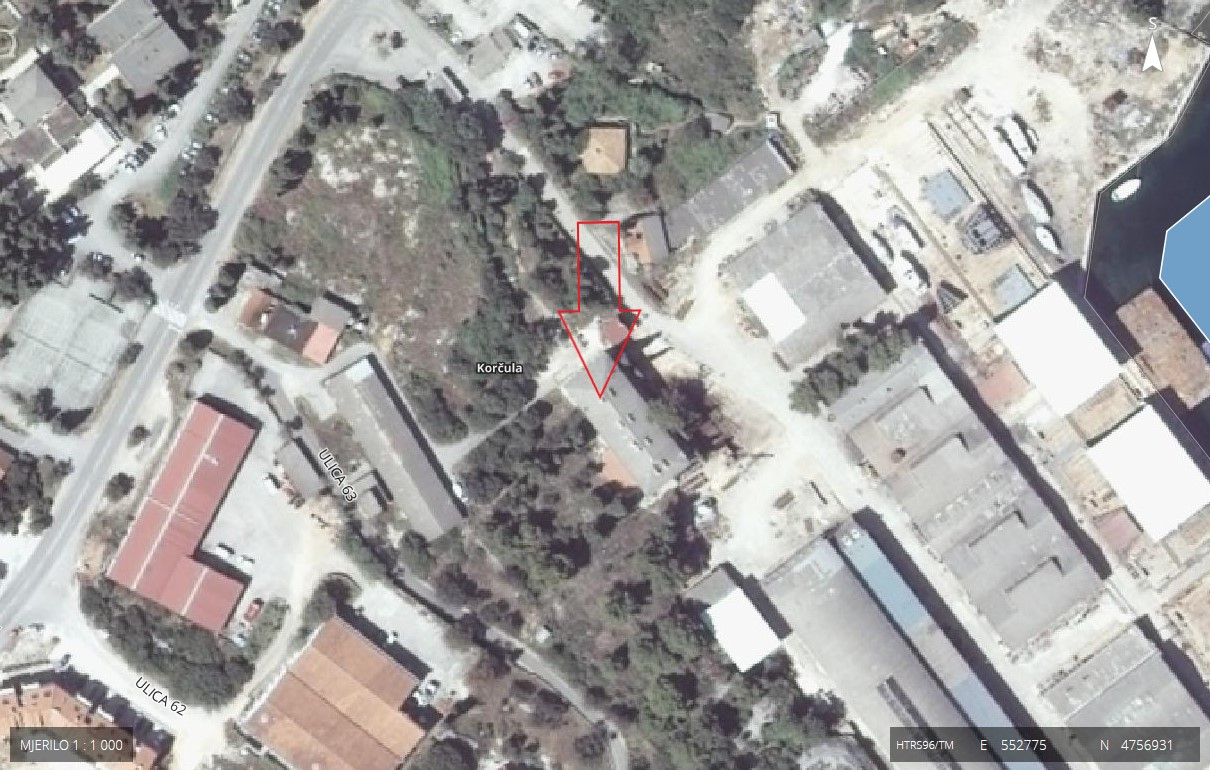 S
Korčula
ULICA 63
ULICA 62
MJERILO 1 : 1 000
HTRS96/TM E 552775 N 4756931